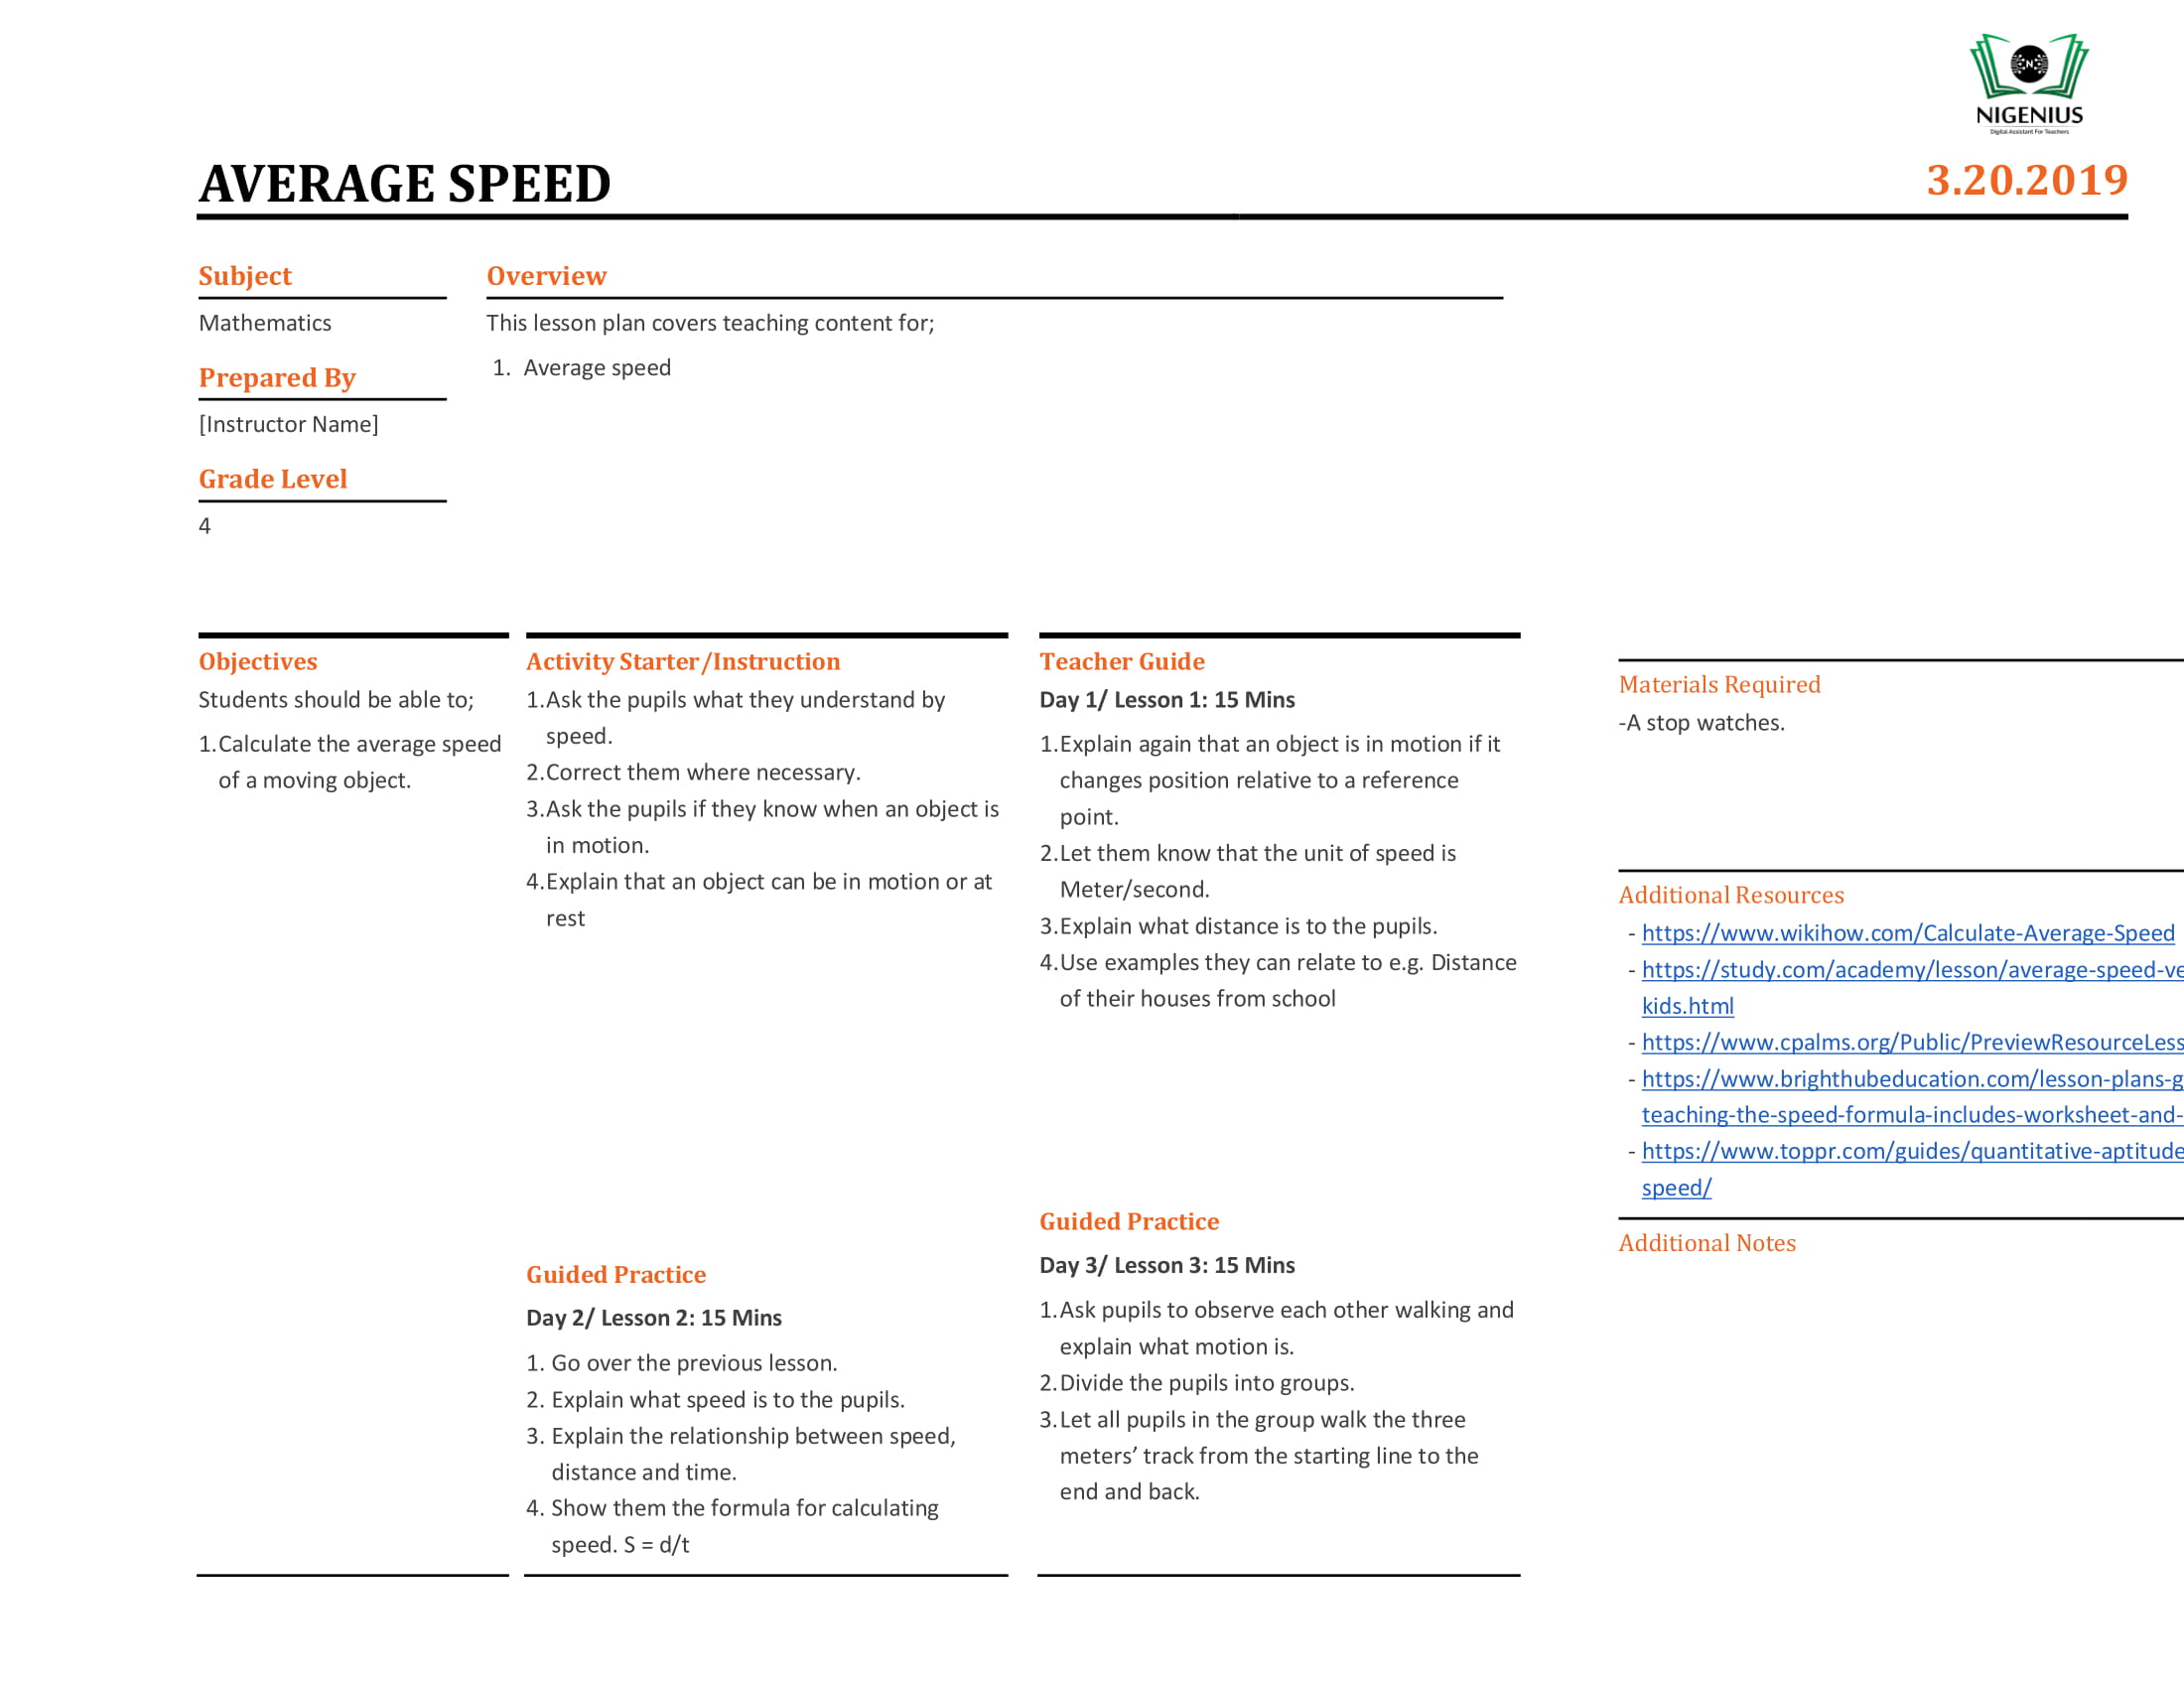 NIGENIUS
Digital Assistant For Teachers
AVERAGE SPEED
3.20.2019
Subject
Mathematics
Prepared By
[Instructor Name]
Grade Level
4
Overview
This lesson plan covers teaching content for;
1. Average speed
Objectives
Students should be able to;
1.Calculate the average speed
of a moving object.
Activity Starter/Instruction
1.Ask the pupils what they understand by
speed.
2.Correct them where necessary.
3.Ask the pupils if they know when an object is
in motion.
4.Explain that an object can be in motion or at
rest
Guided Practice
Day 2/ Lesson 2: 15 Mins
1. Go over the previous lesson.
2. Explain what speed is to the pupils.
3. Explain the relationship between speed,
distance and time.
4. Show them the formula for calculating
speed. S = d/t
Teacher Guide
Day 1/ Lesson 1: 15 Mins
1.Explain again that an object is in motion if it
changes position relative to a reference
point.
2.Let them know that the unit of speed is
Meter/second.
3.Explain what distance is to the pupils.
4.Use examples they can relate to e.g. Distance
of their houses from school
Guided Practice
Day 3/ Lesson 3: 15 Mins
1.Ask pupils to observe each other walking and
explain what motion is.
2.Divide the pupils into groups.
3.Let all pupils in the group walk the three
meters’ track from the starting line to the
end and back.
Materials Required
-A stop watches.
Additional Resources
- https://www.wikihow.com/Calculate-Average-Speed
- https://study.com/academy/lesson/average-speed-ve
kids.html
- https://www.cpalms.org/Public/PreviewResourceLess
- https://www.brighthubeducation.com/lesson-plans-g
teaching-the-speed-formula-includes-worksheet-and-
- https://www.toppr.com/guides/quantitative-aptitude
speed/
Additional Notes